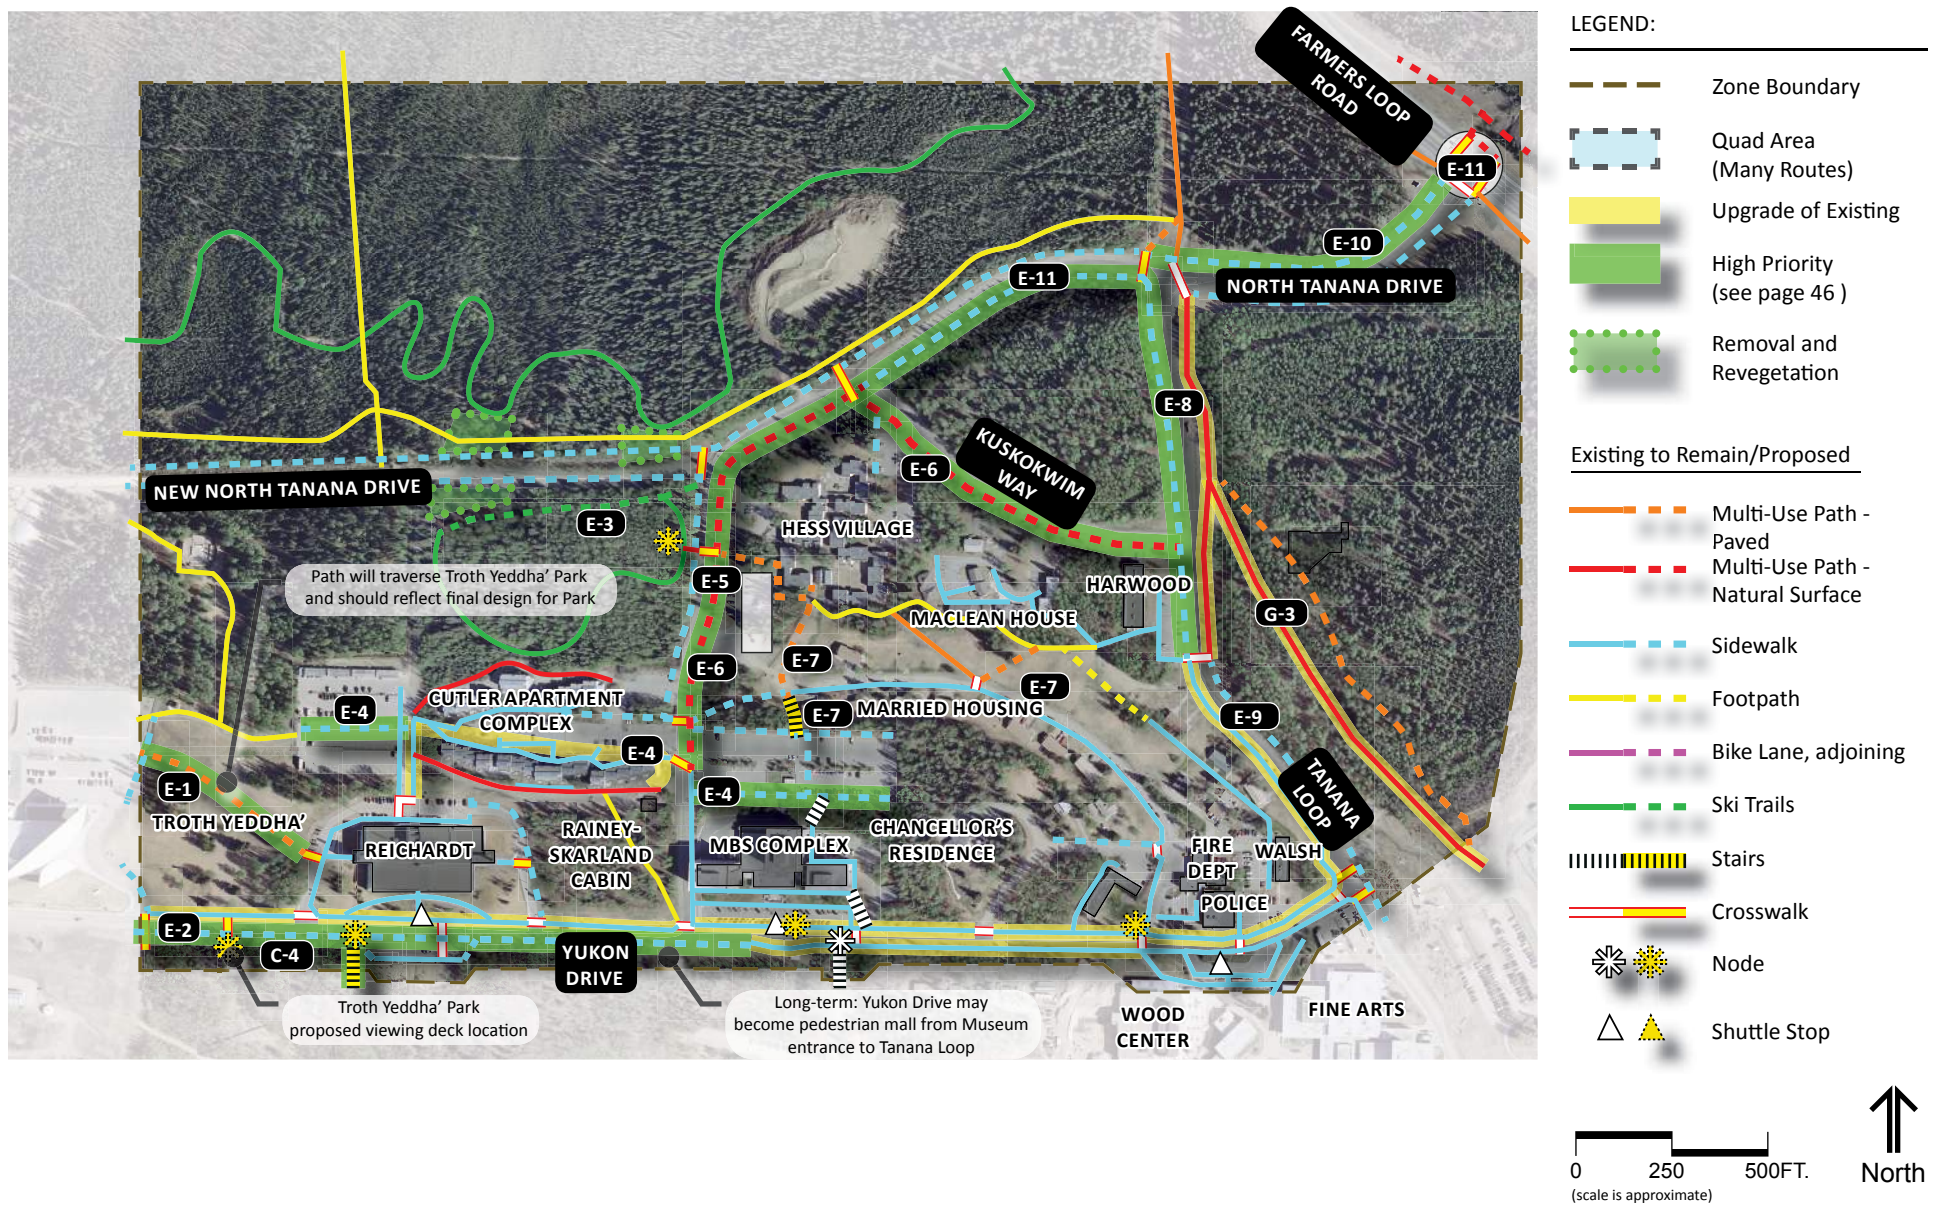 FARMERS LOOP
ROAD
E-11
E-10
E-11
NORTH TANANA DRIVE
E-8
KUSKOKWIM
WAY
E-6
NEW NORTH TANANA DRIVE
E-3
HESS VILLAGE
Path will traverse Troth Yeddha' Park
and should reflect final design for Park
E-5
HARWOOD
MACLEAN HOUSE
G-3
E-6
E-7
E-7
CUTLER APARTMENT
COMPLEX
E-4
E-7
MARRIED HOUSING
E-9
E-4
E-1
E-4
TANANA
LOOP
TROTH YEDDHA'
REICHARDT
RAINEY-
SKARLAND
CABIN
MBS COMPLEX
CHANCELLOR'S
RESIDENCE
FIRE
DEPT
WALSH
POLICE
E-2
C-4
YUKON
DRIVE
Troth Yeddha' Park
proposed viewing deck location
Long-term: Yukon Drive may
become pedestrian mall from Museum
entrance to Tanana Loop
WOOD
CENTER
FINE ARTS
LEGEND:
Zone Boundary
Quad Area
(Many Routes)
Upgrade of Existing
High Priority
(see page 46 )
Removal and
Revegetation
Existing to Remain/Proposed
Multi-Use Path -
Paved
Multi-Use Path -
Natural Surface
Sidewalk
Footpath
Bike Lane, adjoining
Ski Trails
Stairs
Crosswalk
Node
Shuttle Stop
0 250 500FT.
(scale is approximate)
North